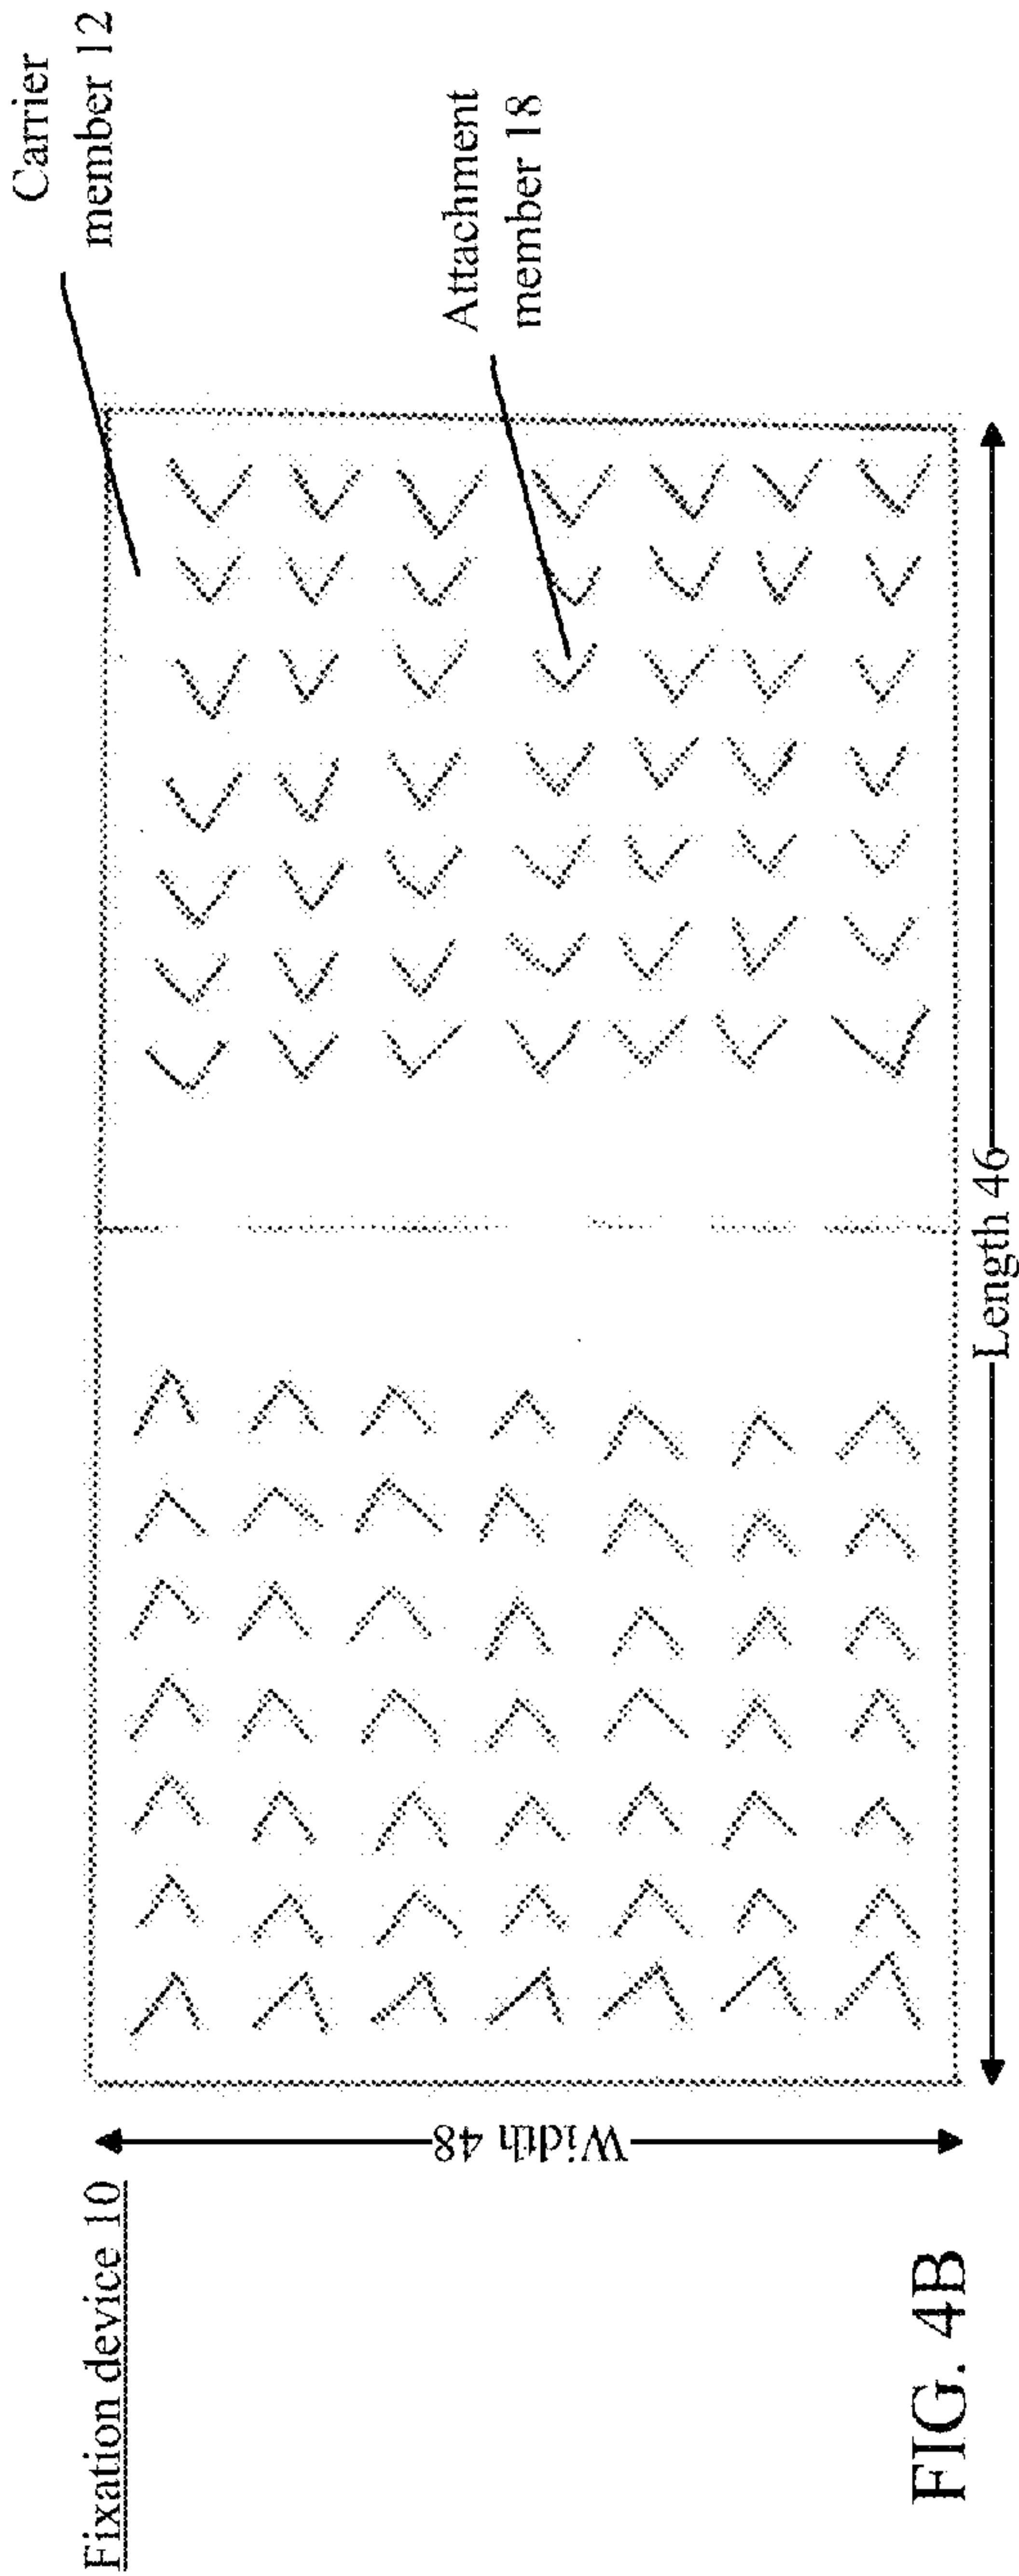 Fixation device 10
Carrier
member 12
Attachment
member 18
Width 48
Length 46
FIG. 4B